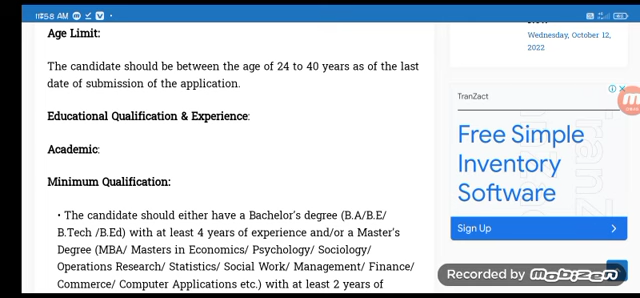 11:58 AM
Age Limit:
The candidate should be between the age of 24 to 40 years as of the last
date of submission of the application.
Educational Qualification & Experience:
Academic:
Minimum Qualification:
• The candidate should either have a Bachelor's degree (B.A/B.E/
B.Tech /B.Ed) with at least 4 years of experience and/or a Master's
Degree (MBA/ Masters in Economics/ Psychology/ Sociology/
Operations Research/ Statistics/ Social Work/ Management/ Finance/
Commerce/ Computer Applications etc.) with at least 2 years of
Wednesday, October 12,
2022
TranZact
Free Simple
Inventory
Software
Sign Up
Recorded by Mobizen